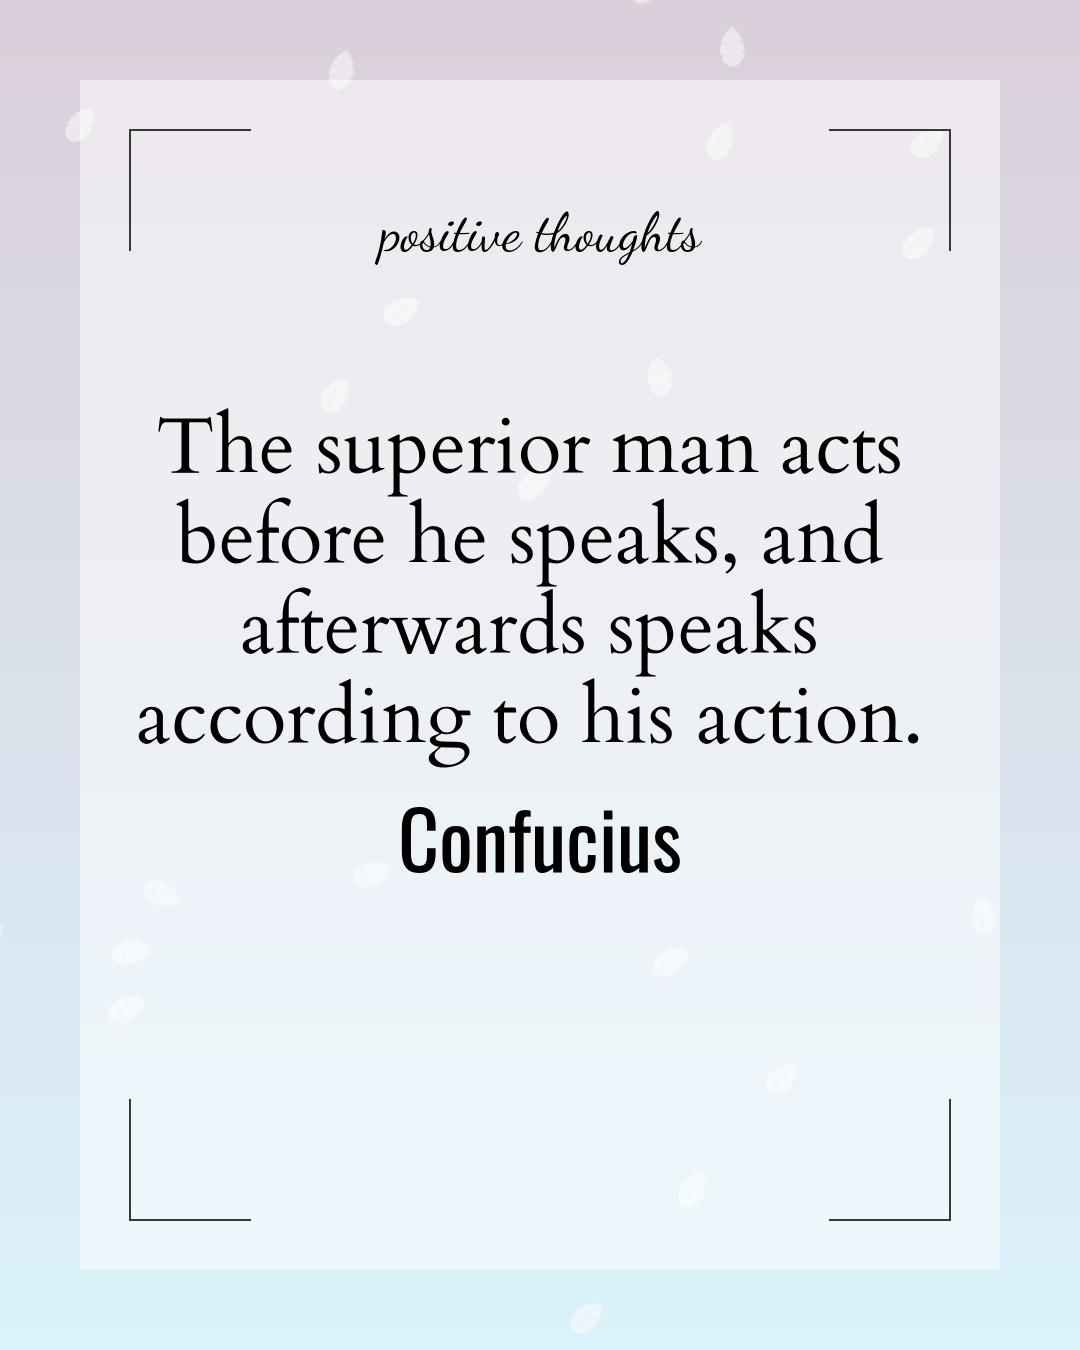 positive thoughts
The superior man acts
before he speaks, and
afterwards speaks
according to his action.
Confucius